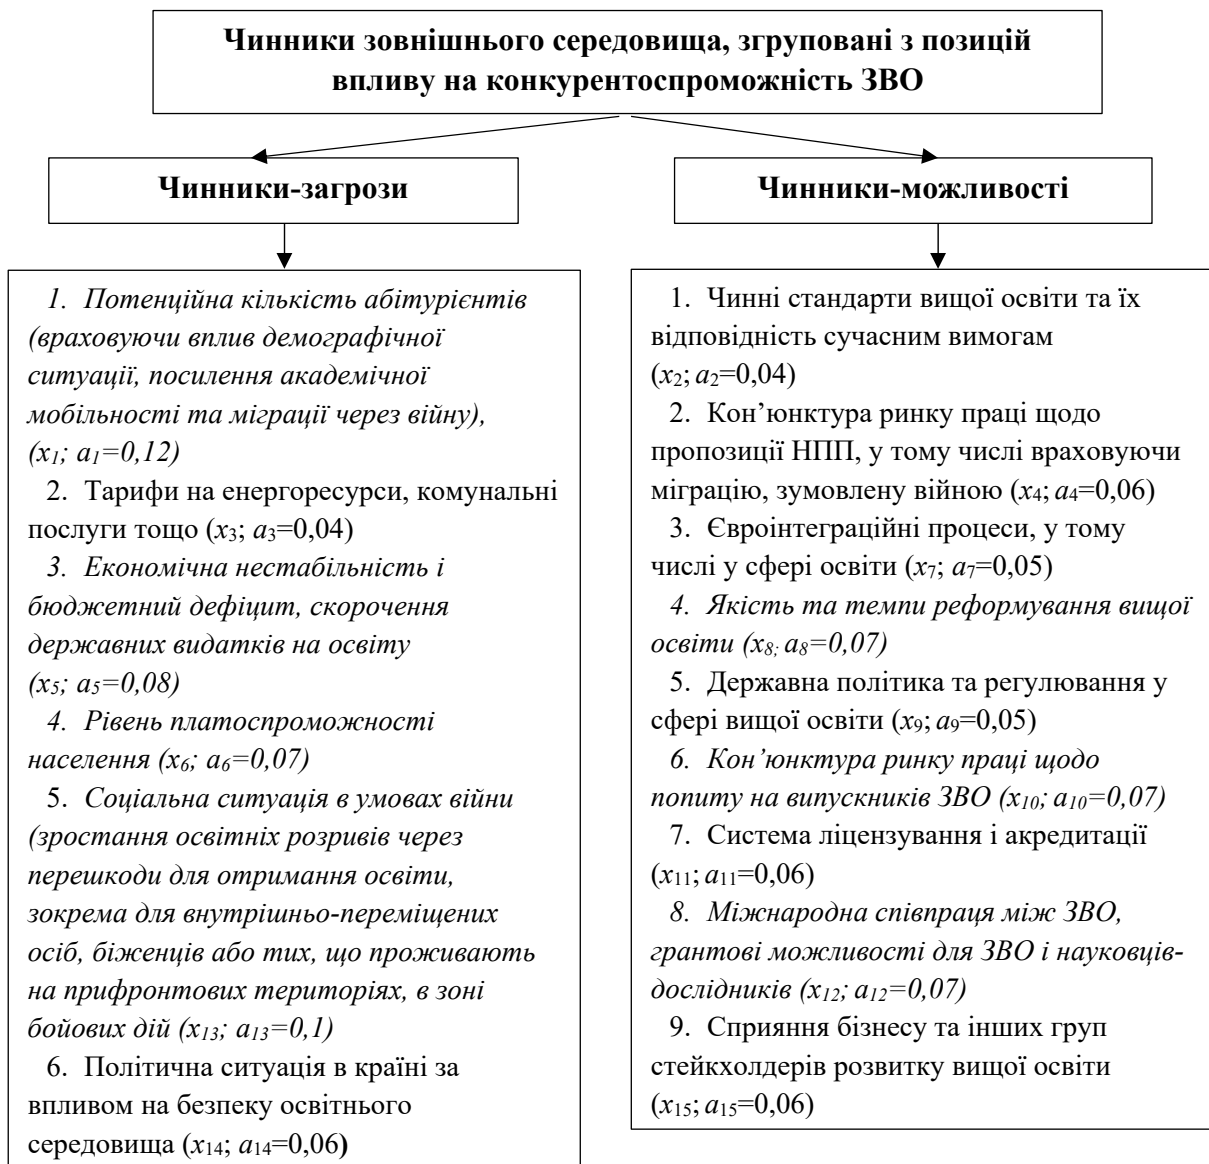 Чинники зовнішнього середовища, згруповані з позицій
впливу на конкурентоспроможність ЗВО
Чинники-загрози
1. Потенційна кількість абітурієнтів
(враховуючи вплив демографічної
ситуації, посилення академічної
мобільності та міграції через війну),
(x1; a1=0,12)
2. Тарифи на енергоресурси, комунальні
послуги тощо (x3; a3=0,04)
3. Економічна нестабільність і
бюджетний дефіцит, скорочення
державних видатків на освіту
(x5; a5=0,08)
4. Рівень платоспроможності
населення (x6; a6=0,07)
5. Соціальна ситуація в умовах війни
(зростання освітніх розривів через
перешкоди для отримання освіти,
зокрема для внутрішньо-переміщених
осіб, біженців або тих, що проживають
на прифронтових територіях, в зоні
бойових дій (x13; a13=0,1)
6. Політична ситуація в країні за
впливом на безпеку освітнього
середовища (x14; a14=0,06)
Чинники-можливості
1. Чинні стандарти вищої освіти та їх
відповідність сучасним вимогам
(x2; a2=0,04)
2. Кон’юнктура ринку праці щодо
пропозиції НПП, у тому числі враховуючи
міграцію, зумовлену війною (x4; a4=0,06)
3. Євроінтеграційні процеси, у тому
числі у сфері освіти (x7; a7=0,05)
4. Якість та темпи реформування вищої
освіти (x8; a8=0,07)
5. Державна політика та регулювання у
сфері вищої освіти (x9; a9=0,05)
6. Кон’юнктура ринку праці щодо
попиту на випускників ЗВО (x10; a10=0,07)
7. Система ліцензування і акредитації
(x11; a11=0,06)
8. Міжнародна співпраця між ЗВО,
грантові можливості для ЗВО і науковців-
дослідників (x12; a12=0,07)
9. Сприяння бізнесу та інших груп
стейкхолдерів розвитку вищої освіти
(x15; a15=0,06)